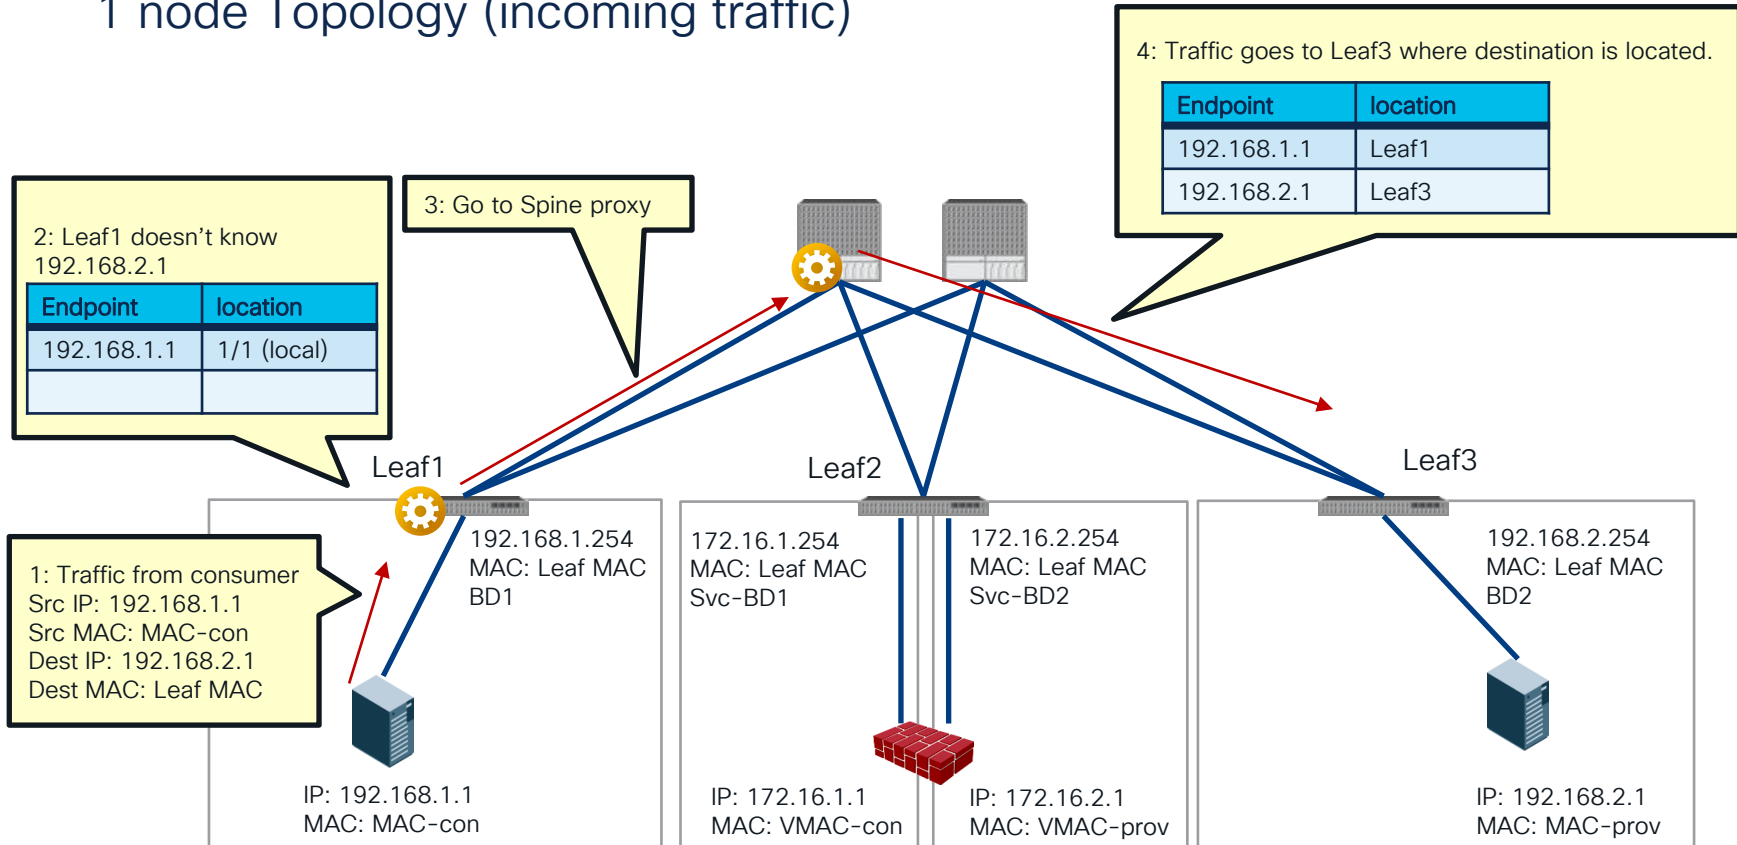 1 node Topology (incoming traffic)
4: Traffic goes to Leaf3 where destination is located.
Endpoint location
192.168.1.1 Leaf1
192.168.2.1 Leaf3
3: Go to Spine proxy
2: Leaf1 doesn't know
192.168.2.1
Endpoint location
192.168.1.1 1/1 (local)
Leaf1
Leaf2
Leaf3
1: Traffic from consumer
Src IP: 192.168.1.1
Src MAC: MAC-con
Dest IP: 192.168.2.1
Dest MAC: Leaf MAC
192.168.1.254
MAC: Leaf MAC
BD1
172.16.1.254
MAC: Leaf MAC
Svc-BD1
172.16.2.254
MAC: Leaf MAC
Svc-BD2
192.168.2.254
MAC: Leaf MAC
BD2
IP: 192.168.1.1
MAC: MAC-con
IP: 172.16.1.1
MAC: VMAC-con
IP: 172.16.2.1
MAC: VMAC-prov
IP: 192.168.2.1
MAC: MAC-prov